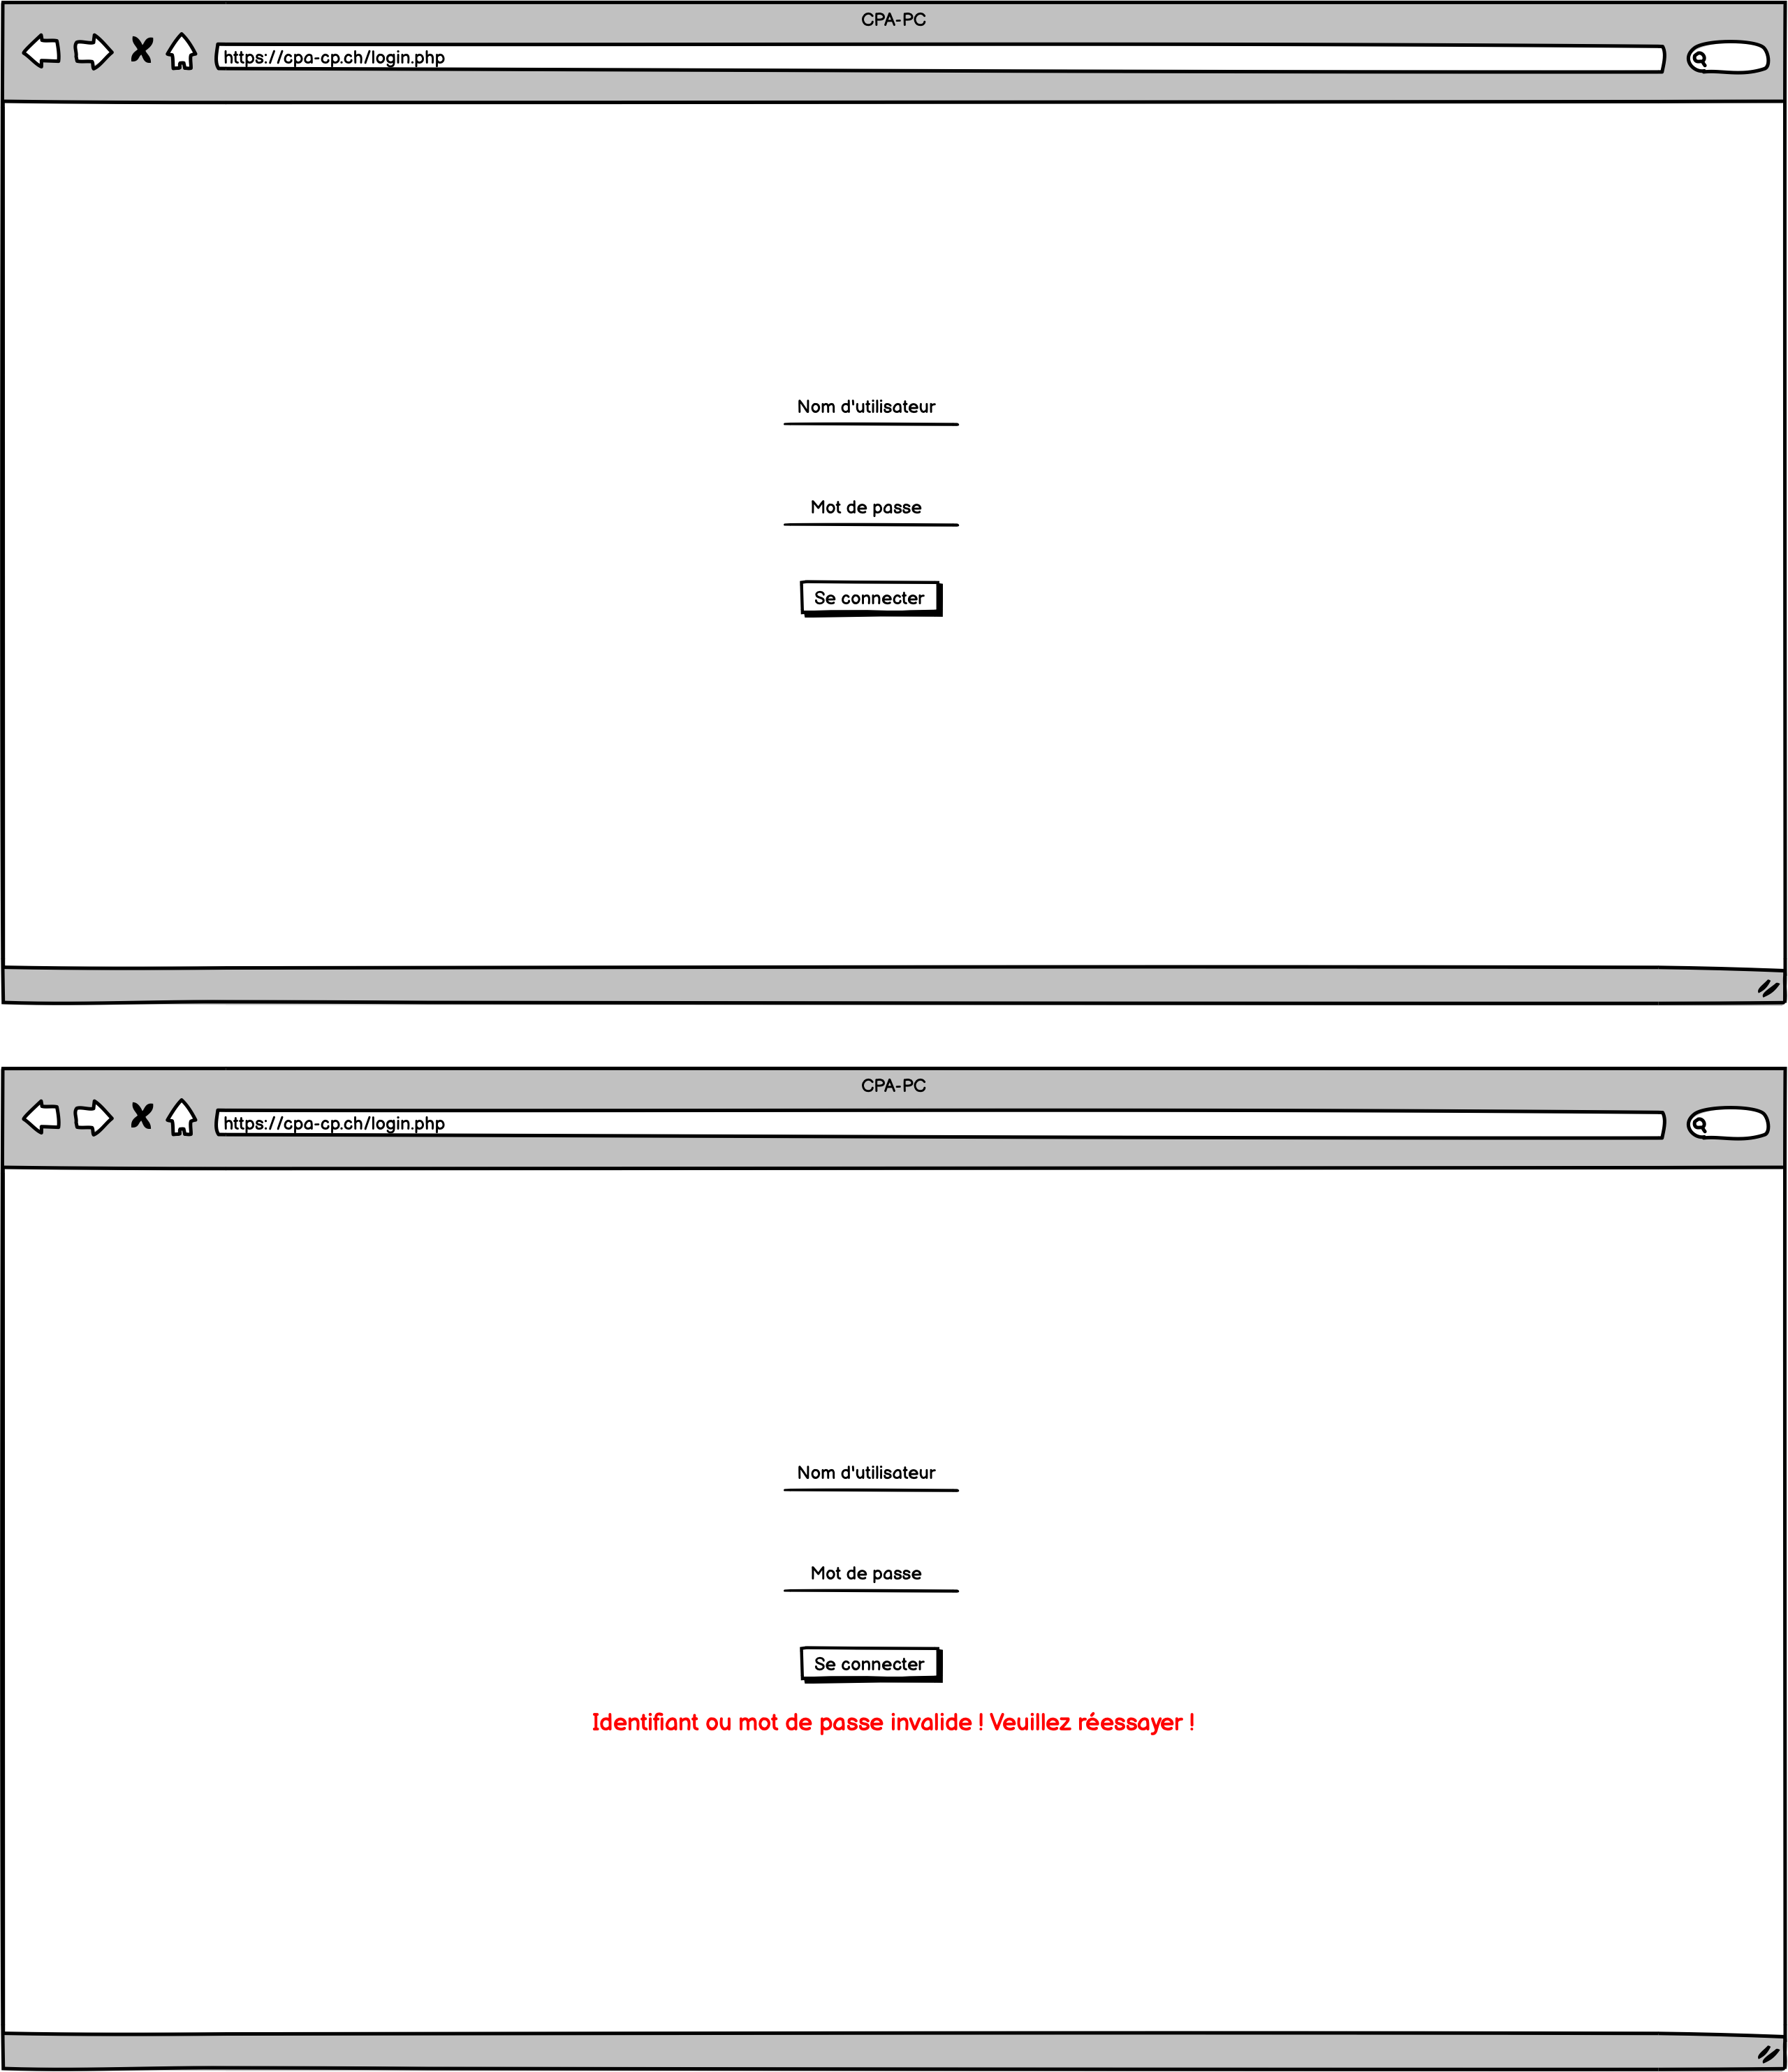 CPA-PC
https://cpa-cp.ch/login.php
Nom d'utilisateur
Mot de passe
Se connecter
CPA-PC
https://cpa-cp.ch/login.php
Nom d'utilisateur
Mot de passe
Se connecter
Identifiant ou mot de passe invalide ! Veuillez réessayer !